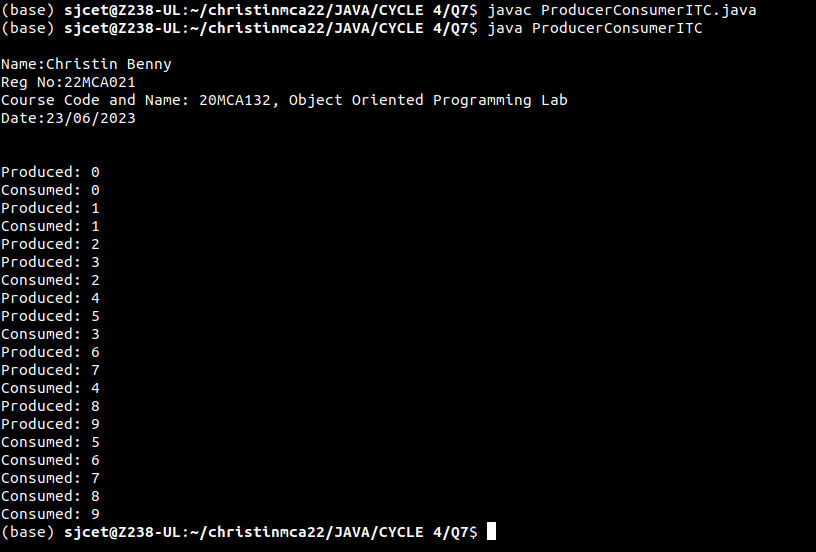 (base) sjcet@Z238-UL:~/christinmca22/JAVA/CYCLE 4/Q7$ javac ProducerConsumerITC.java
(base) sjcet@Z238-UL:~/christinmca22/JAVA/CYCLE 4/Q7$ java ProducerConsumerITC
Name:Christin Benny
Reg No:22MCA021
Course Code and Name: 20MCA132, Object Oriented Programming Lab
Date:23/06/2023
Produced: 0
Consumed: 0
Produced: 1
Consumed: 1
Produced: 2
Produced: 3
Consumed: 2
Produced: 4
Produced: 5
Consumed: 3
Produced: 6
Produced: 7
Consumed: 4
Produced: 8
Produced: 9
Consumed: 5
Consumed: 6
Consumed: 7
Consumed: 8
Consumed: 9
(base) sjcet@Z238-UL:~/christinmca22/JAVA/CYCLE 4/Q7$